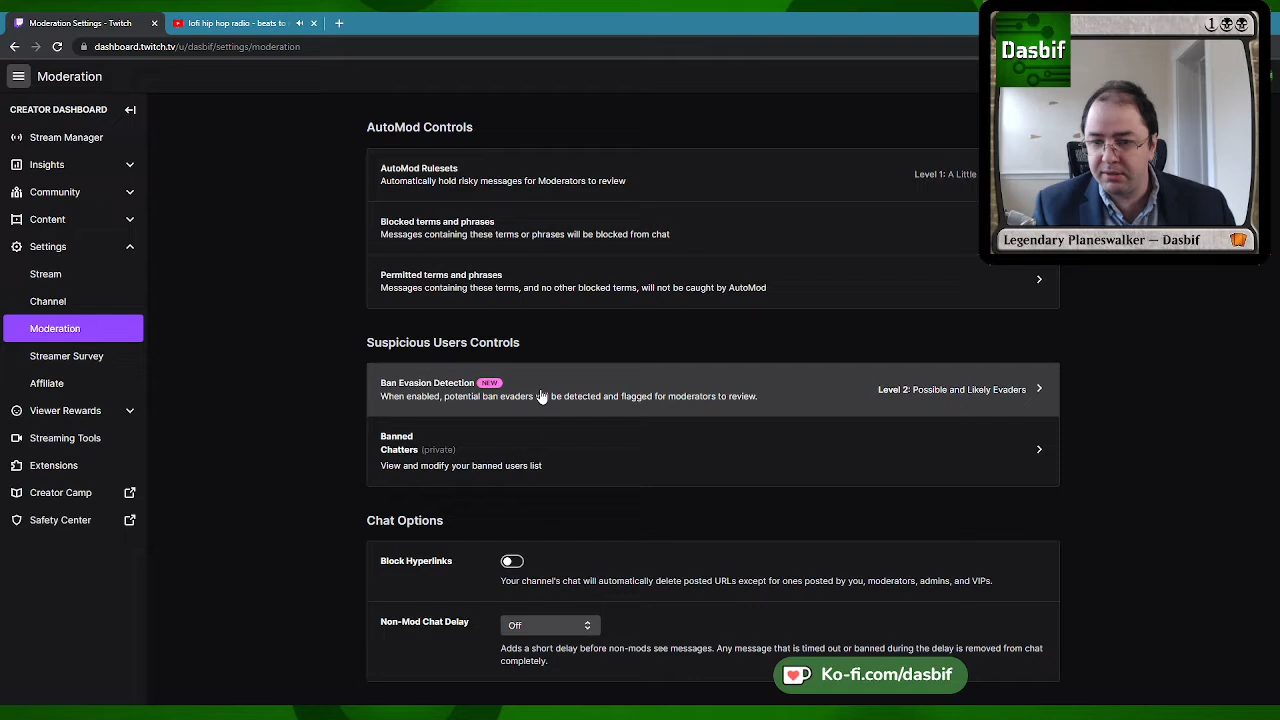 Moderation Settings - Twitch
lofi hip hop radio - beats to
dashboard.twitch.tv/u/dasbif/settings/moderation
1
Dasbif
Legendary Planeswalker — Dasbif
Moderation
CREATOR DASHBOARD
Stream Manager
Insights
Community
Content
Settings
Stream
Channel
Moderation
Streamer Survey
Affiliate
Viewer Rewards
Streaming Tools
Extensions
Creator Camp
Safety Center
AutoMod Controls
AutoMod Rulesets
Automatically hold risky messages for Moderators to review
Level 1: A Little
Blocked terms and phrases
Messages containing these terms or phrases will be blocked from chat
Permitted terms and phrases
Messages containing these terms, and no other blocked terms, will not be caught by AutoMod
Suspicious Users Controls
Ban Evasion Detection NEW
When enabled, potential ban evaders will be detected and flagged for moderators to review.
Level 2: Possible and Likely Evaders
Banned
Chatters (private)
View and modify your banned users list
Chat Options
Block Hyperlinks
Your channel's chat will automatically delete posted URLs except for ones posted by you, moderators, admins, and VIPs.
Non-Mod Chat Delay
Off
Adds a short delay before non-mods see messages. Any message that is timed out or banned during the delay is removed from chat
completely.
Ko-fi.com/dasbif